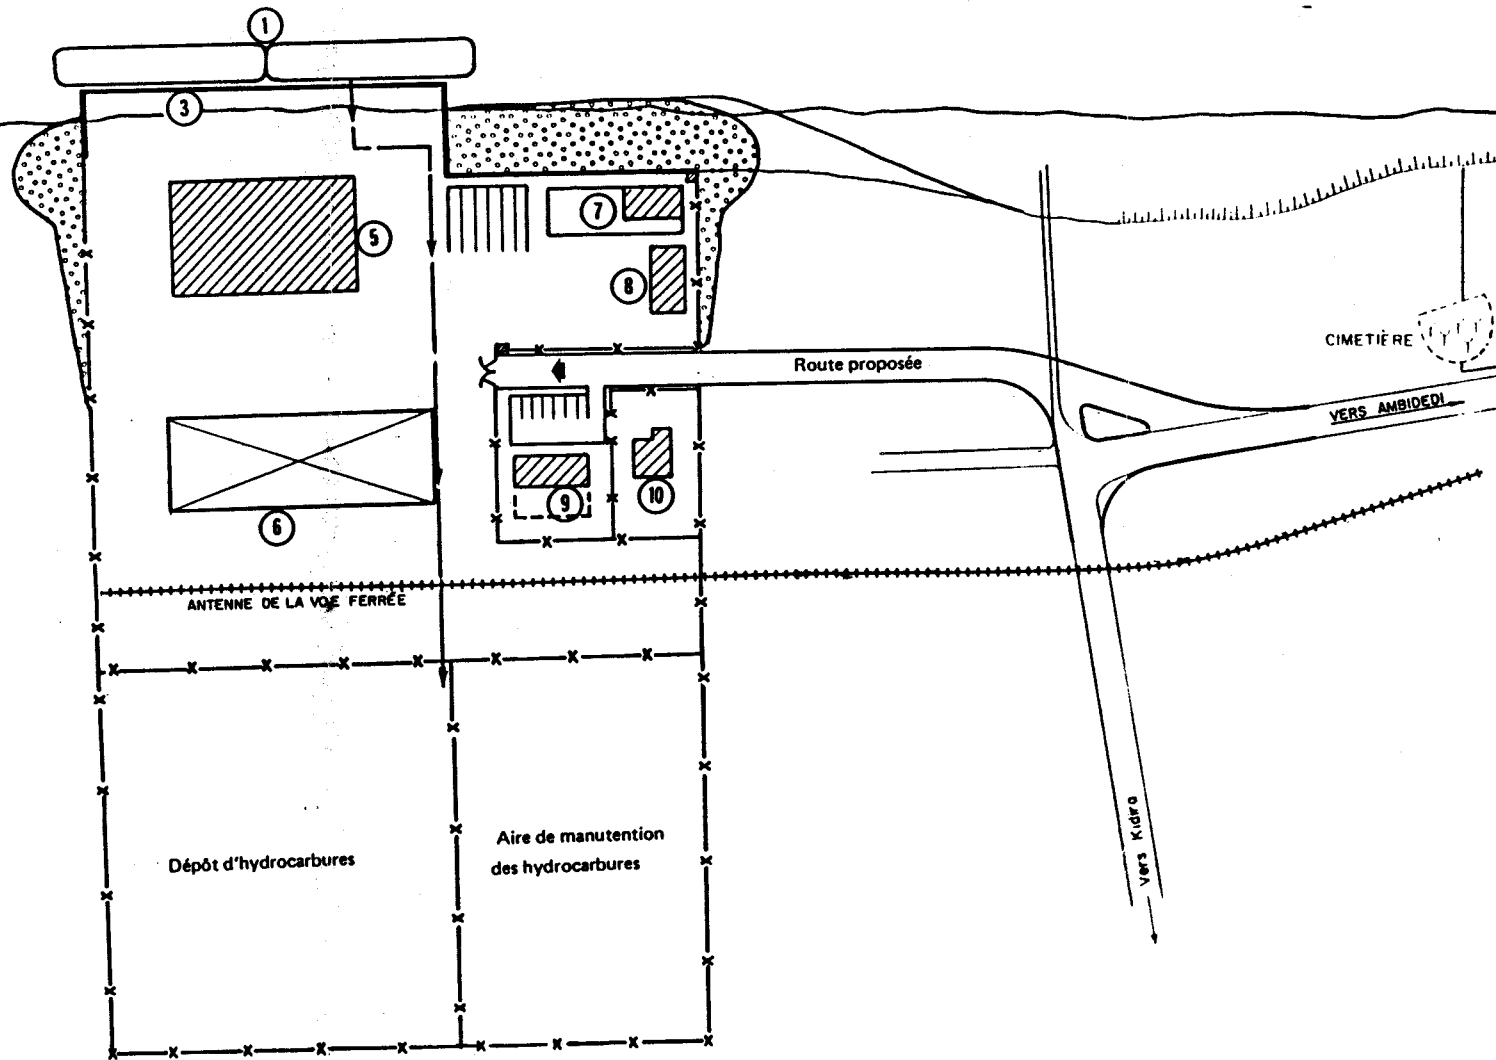 1
3
5
7
8
CIMETIÈRE
Route proposée
VERS AMBIDEDI
9
10
6
ANTENNE DE LA VOIE FERRÉE
Vers Kidira
Aire de manutention
des hydrocarbures
Dépôt d'hydrocarbures